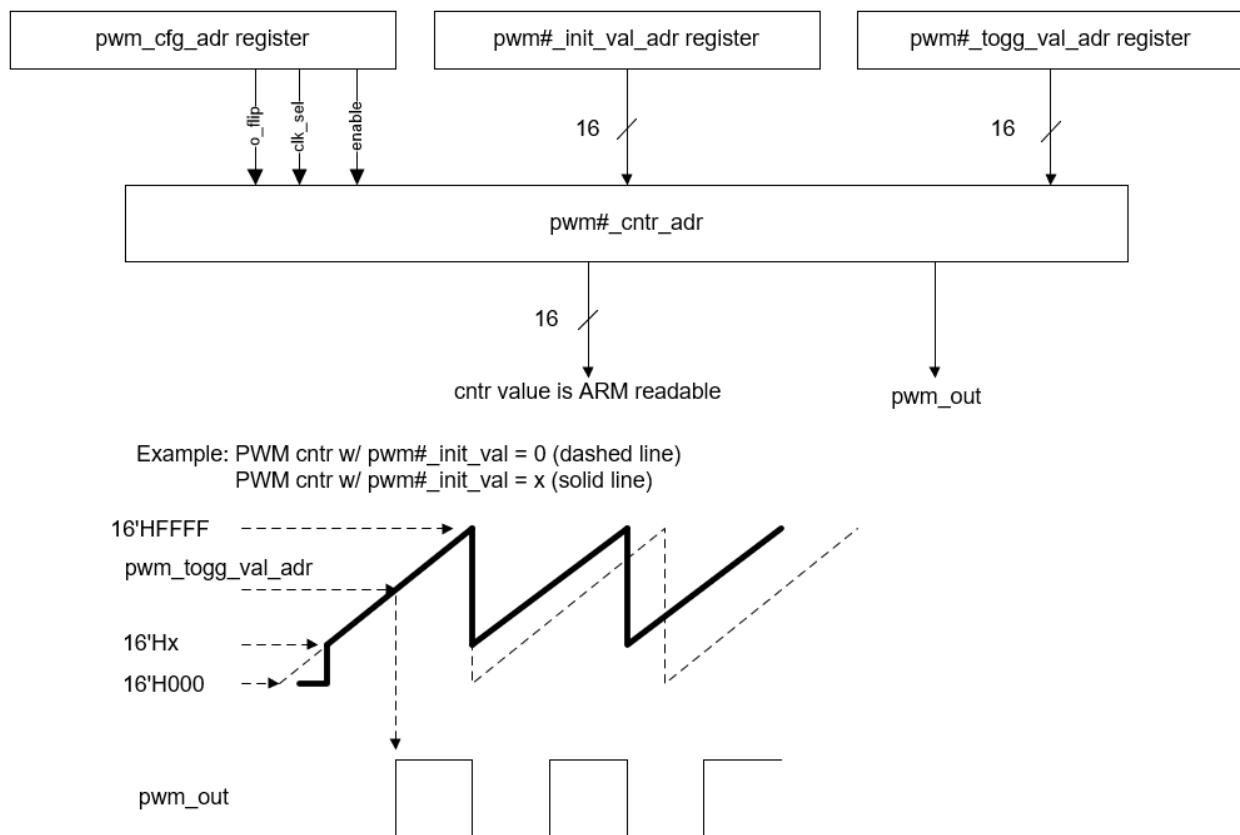 pwm_cfg_adr register
pwm#_init_val_adr register
pwm#_togg_val_adr register
o_flip
clk_sel
enable
16
16
pwm#_cntr_adr
16
cntr value is ARM readable
pwm_out
Example: PWM cntr w/ pwm#_init_val = 0 (dashed line)
PWM cntr w/ pwm#_init_val = x (solid line)
16'HFFFF
pwm_togg_val_adr
16'Hx
16'H000
pwm_out